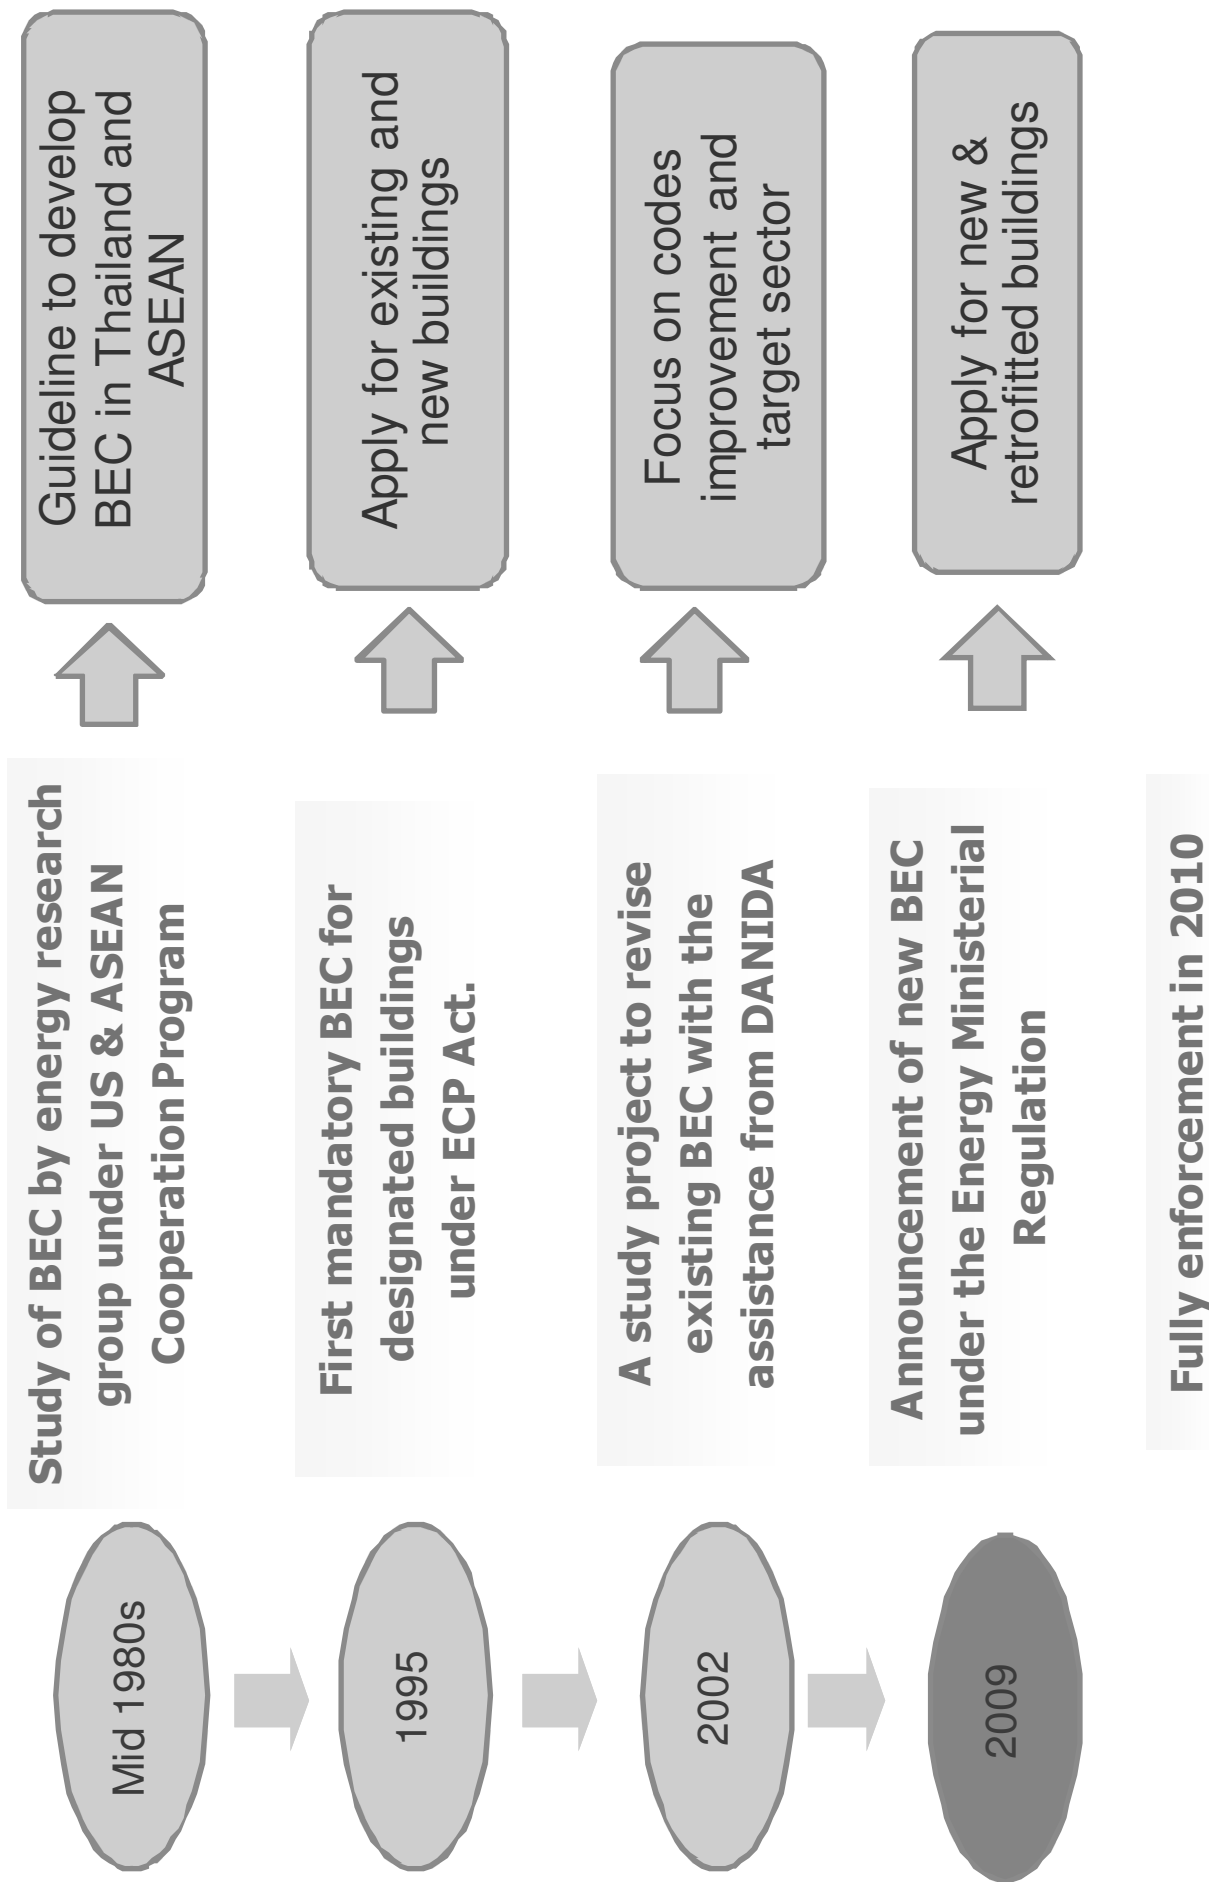 Mid 1980s
Study of BEC by energy research
group under US & ASEAN
Cooperation Program
Guideline to develop
BEC in Thailand and
ASEAN
1995
First mandatory BEC for
designated buildings
under ECP Act.
Apply for existing and
new buildings
2002
A study project to revise
existing BEC with the
assistance from DANIDA
Focus on codes
improvement and
target sector
2009
Announcement of new BEC
under the Energy Ministerial
Regulation
Apply for new &
retrofitted buildings
Fully enforcement in 2010